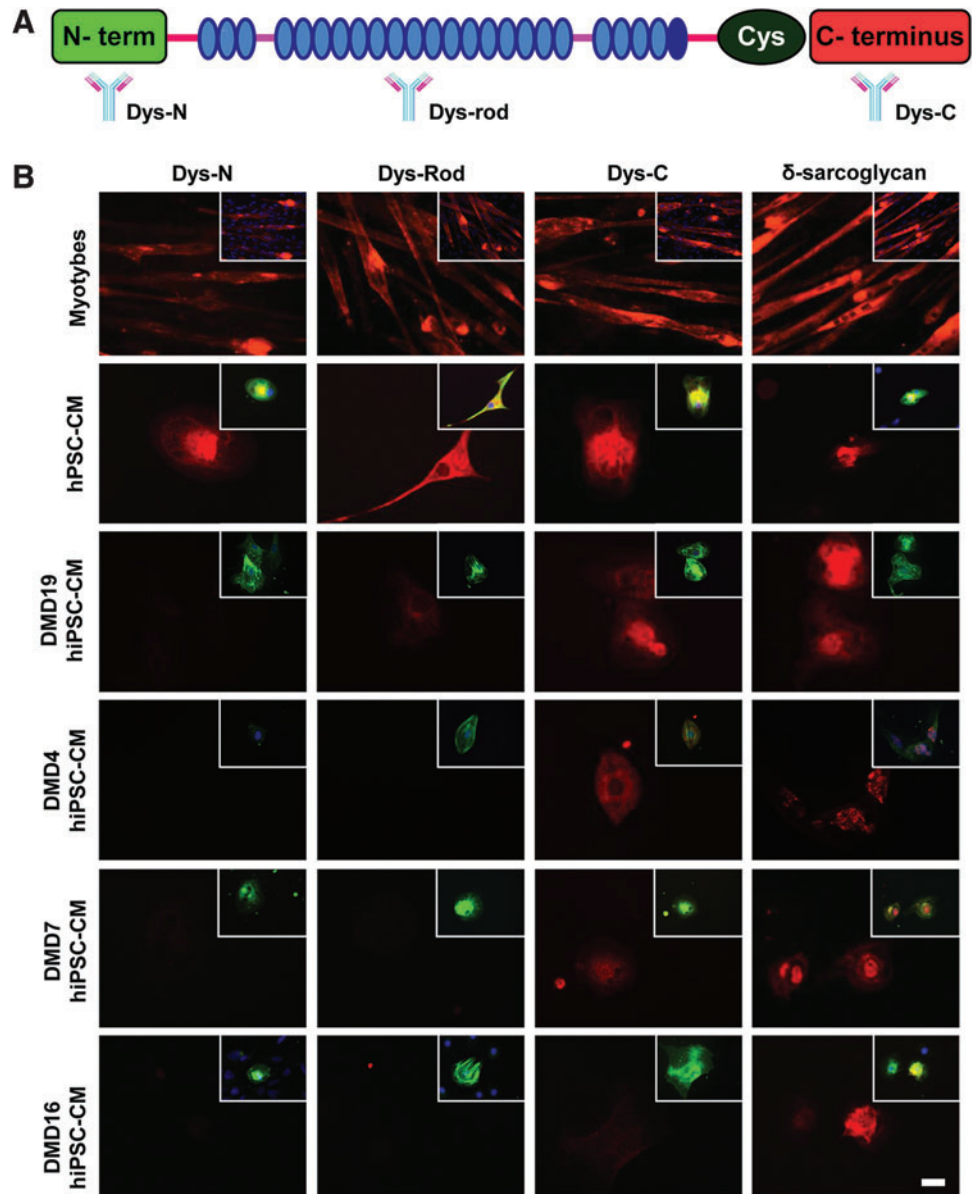 A
N- term
Cys
C- terminus
Dys-N
Dys-rod
Dys-C
B
Dys-N
Dys-Rod
Dys-C
δ-sarcoglycan
Myotybes
hPSC-CM
DMD19
hiPSC-CM
DMD4
hiPSC-CM
DMD7
hiPSC-CM
DMD16
hiPSC-CM